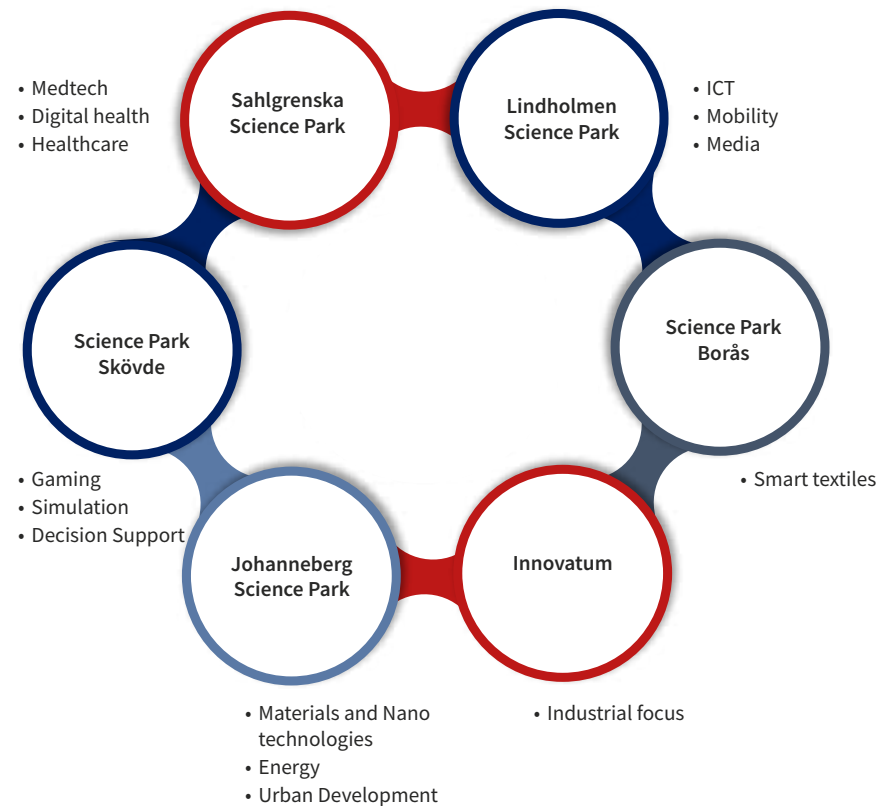 • Medtech
• Digital health
• Healthcare
Sahlgrenska
Science Park
Lindholmen
Science Park
• ICT
• Mobility
• Media
Science Park
Skövde
Science Park
Borås
• Gaming
• Simulation
• Decision Support
• Smart textiles
Johanneberg
Science Park
Innovatum
• Materials and Nano
technologies
• Energy
• Urban Development
• Industrial focus